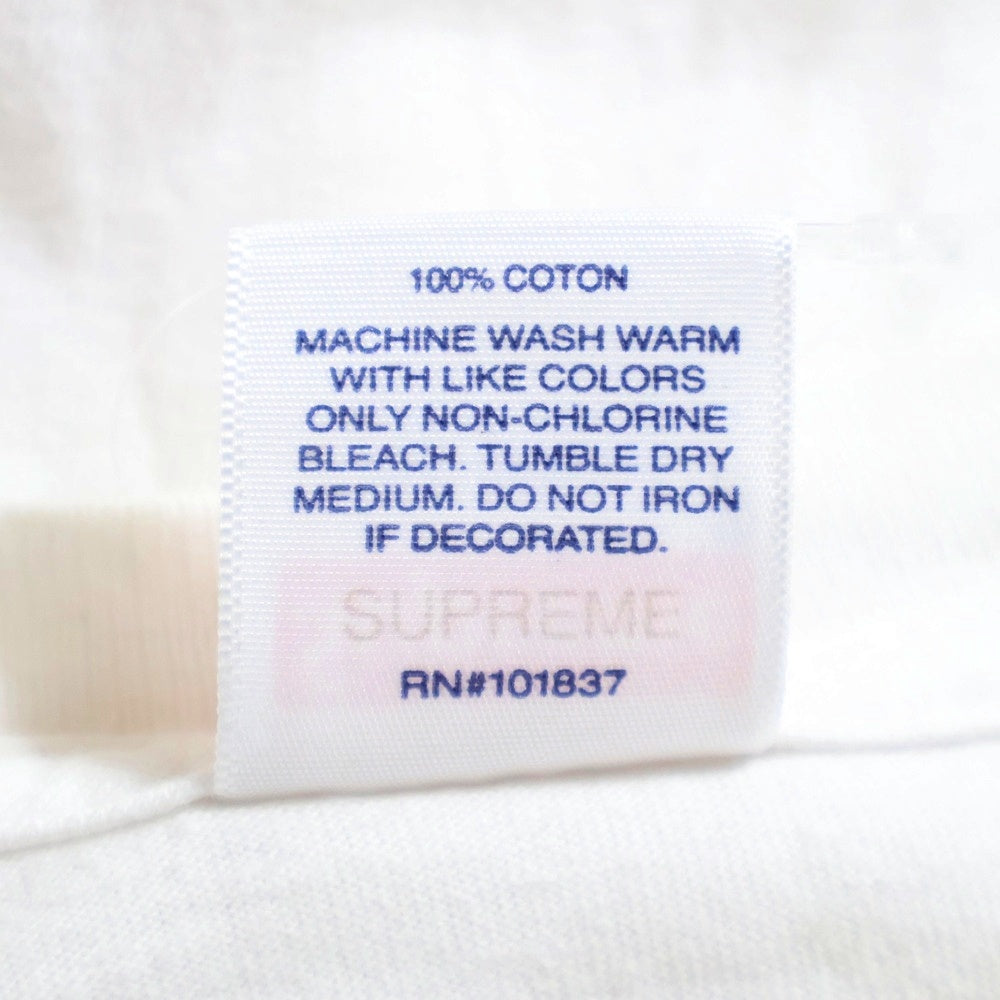 100% COTON
MACHINE WASH WARM
WITH LIKE COLORS
ONLY NON-CHLORINE
BLEACH. TUMBLE DRY
MEDIUM. DO NOT IRON
IF DECORATED.
SUPREME
RN#101837